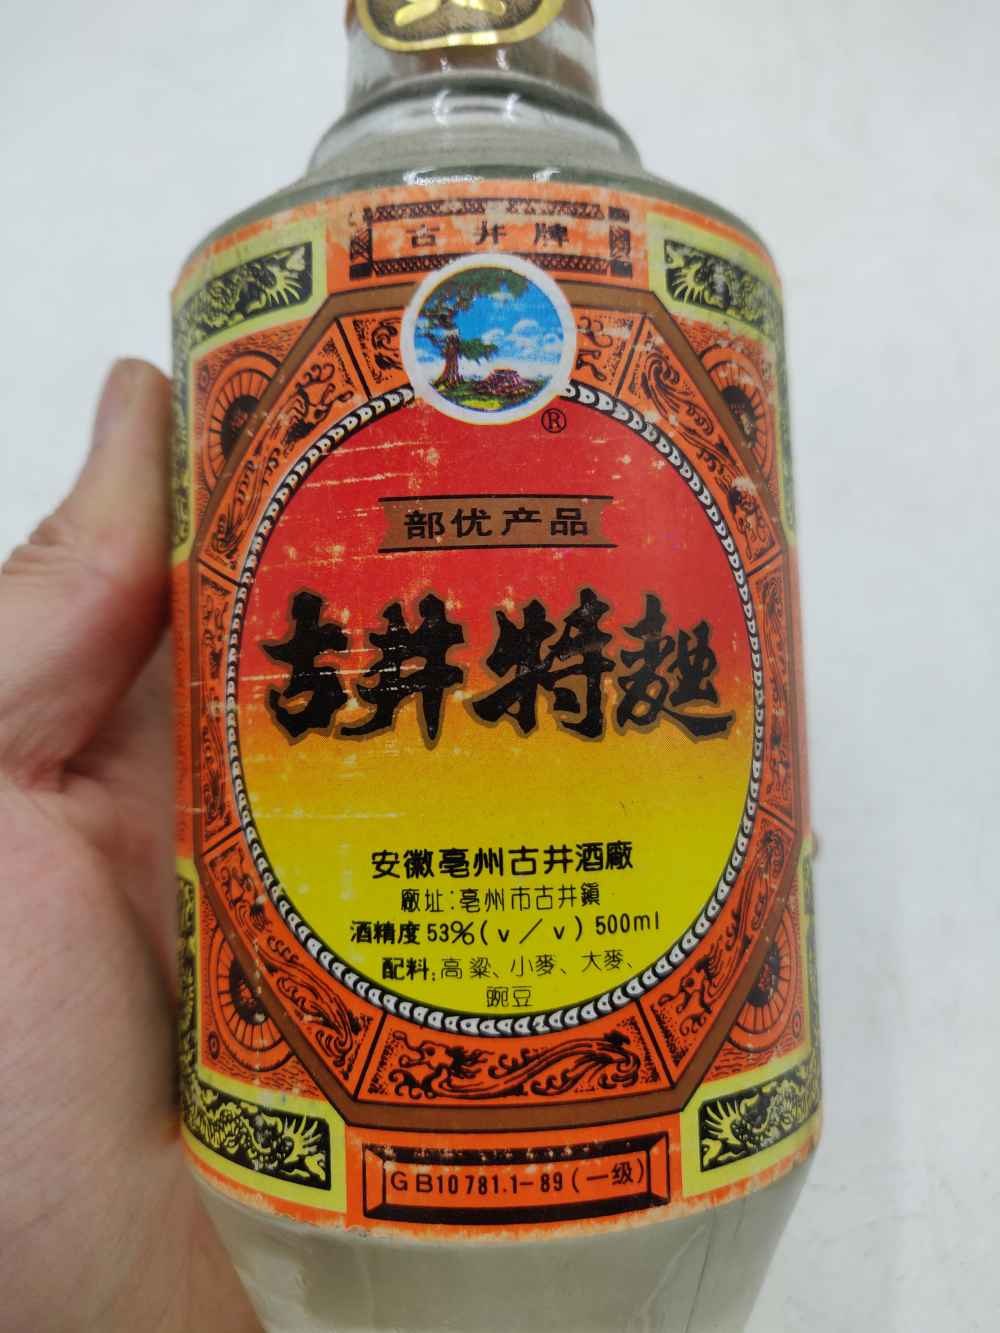 古井牌
®
部优产品
古井特麯
安徽亳州古井酒廠
廠址:亳州市古井鎮
酒精度53%(v/v)500ml
配料:高粱、小麥、大麥、
豌豆
GB10781.1-89(一级)